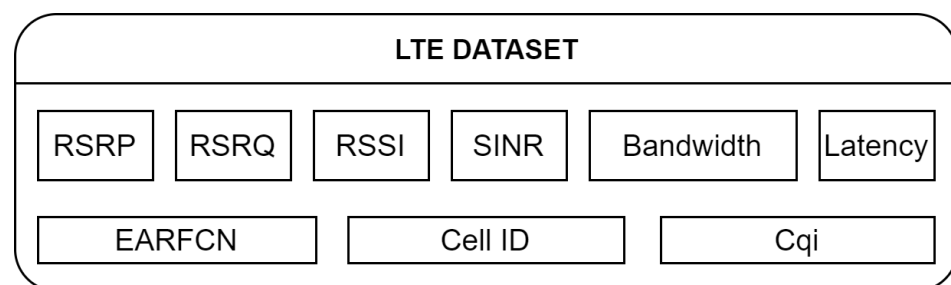 LTE DATASET
RSRP RSRQ RSSI SINR Bandwidth Latency
EARFCN Cell ID Cqi